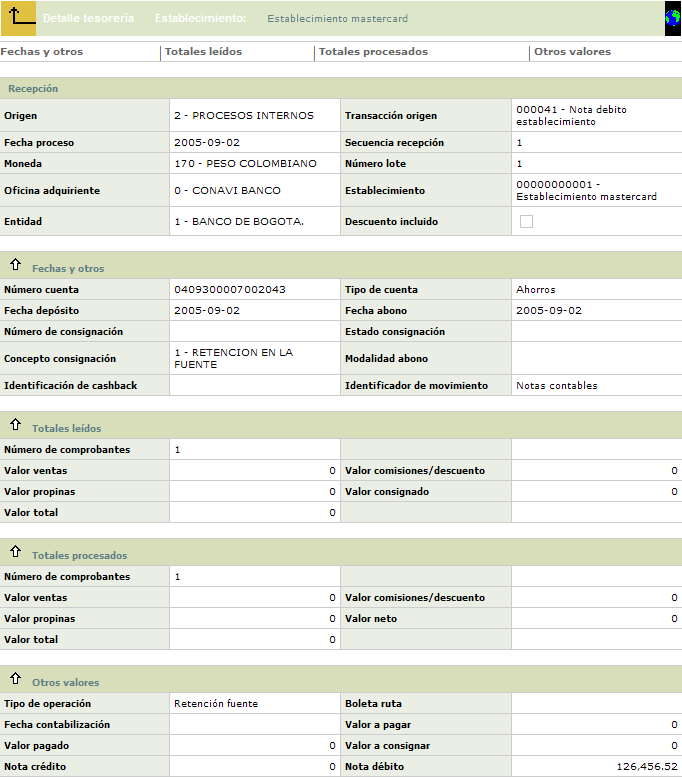 Detalle tesorería Establecimiento: Establecimiento mastercard
Fechas y otros Totales leídos Totales procesados Otros valores
Recepción
Origen 2 - PROCESOS INTERNOS Transacción origen 000041 - Nota debito
establecimiento
Fecha proceso 2005-09-02 Secuencia recepción 1
Moneda 170 - PESO COLOMBIANO Número lote 1
Oficina adquiriente 0 - CONAVI BANCO Establecimiento 00000000001 -
Establecimiento mastercard
Entidad 1 - BANCO DE BOGOTA. Descuento incluido
Fechas y otros
Número cuenta 0409300007002043 Tipo de cuenta Ahorros
Fecha depósito 2005-09-02 Fecha abono 2005-09-02
Número de consignación Estado consignación
Concepto consignación 1 - RETENCION EN LA
FUENTE Modalidad abono
Identificación de cashback Identificador de movimiento Notas contables
Totales leídos
Número de comprobantes 1
Valor ventas 0 Valor comisiones/descuento 0
Valor propinas 0 Valor consignado 0
Valor total 0
Totales procesados
Número de comprobantes 1
Valor ventas 0 Valor comisiones/descuento 0
Valor propinas 0 Valor neto 0
Valor total 0
Otros valores
Tipo de operación Retención fuente Boleta ruta
Fecha contabilización Valor a pagar 0
Valor pagado 0 Valor a consignar 0
Nota crédito 0 Nota débito 126,456.52